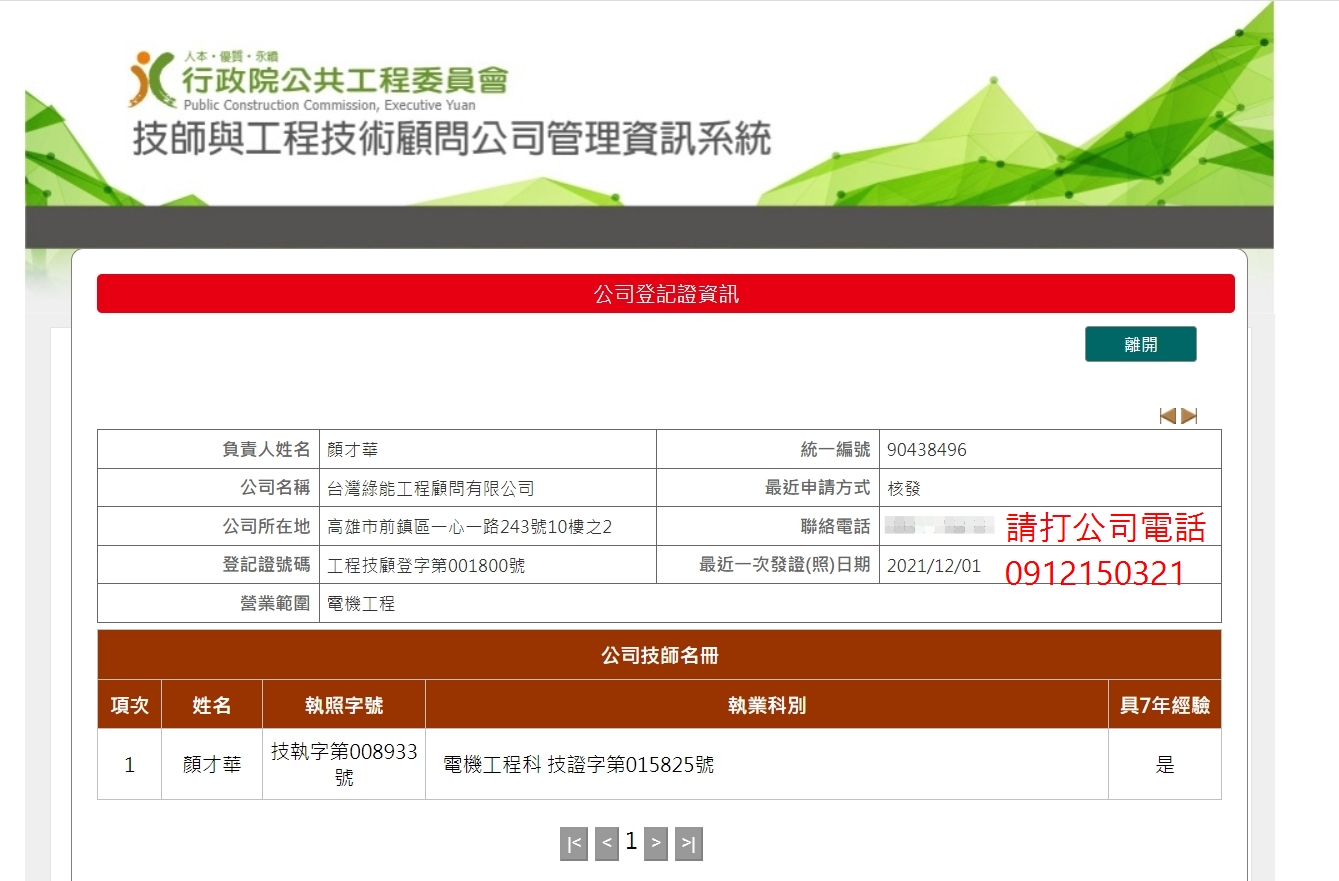 人本・優質・永續
行政院公共工程委員會
Public Construction Commission, Executive Yuan
技師與工程技術顧問公司管理資訊系統
公司登記證資訊
離開
負責人姓名 顏才華 統一編號 90438496
公司名稱 台灣綠能工程顧問有限公司 最近申請方式 核發
公司所在地 高雄市前鎮區一心一路243號10樓之2 聯絡電話 請打公司電話
登記證號碼 工程技顧登字第001800號 最近一次發證(照)日期 2021/12/01 0912150321
營業範圍 電機工程
公司技師名冊
項次 姓名 執照字號 執業科別 具7年經驗
1 顏才華 技執字第008933
號 電機工程科 技證字第015825號 是
|< < 1 > >|